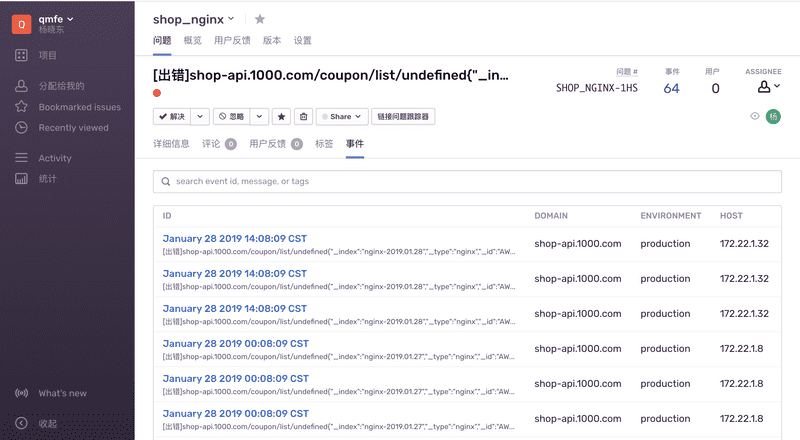 Q
qmfe
杨晓东
项目
分配给我的
Bookmarked issues
Recently viewed
Activity
统计
What's new
收起
shop_nginx
问题 概览 用户反馈 版本 设置
[出错]shop-api.1000.com/coupon/list/undefined{"_in...
问题 # 事件 用户 ASSIGNEE
SHOP_NGINX-1HS 64 0
解决 忽略 Share 链接问题跟踪器
杨
详细信息 评论 0 用户反馈 0 标签 事件
search event id, message, or tags
ID DOMAIN ENVIRONMENT HOST
January 28 2019 14:08:09 CST
[出错]shop-api.1000.com/coupon/list/undefined{"_index":"nginx-2019.01.28","_type":"nginx","_id":"AW...
shop-api.1000.com production 172.22.1.32
January 28 2019 14:08:09 CST
[出错]shop-api.1000.com/coupon/list/undefined{"_index":"nginx-2019.01.28","_type":"nginx","_id":"AW...
shop-api.1000.com production 172.22.1.32
January 28 2019 14:08:09 CST
[出错]shop-api.1000.com/coupon/list/undefined{"_index":"nginx-2019.01.28","_type":"nginx","_id":"AW...
shop-api.1000.com production 172.22.1.32
January 28 2019 00:08:09 CST
[出错]shop-api.1000.com/coupon/list/undefined{"_index":"nginx-2019.01.27","_type":"nginx","_id":"AW...
shop-api.1000.com production 172.22.1.8
January 28 2019 00:08:09 CST
[出错]shop-api.1000.com/coupon/list/undefined{"_index":"nginx-2019.01.27","_type":"nginx","_id":"AW...
shop-api.1000.com production 172.22.1.8
January 28 2019 00:08:09 CST
[出错]shop-api.1000.com/coupon/list/undefined{"_index":"nginx-2019.01.27","_type":"nginx","_id":"AW...
shop-api.1000.com production 172.22.1.8